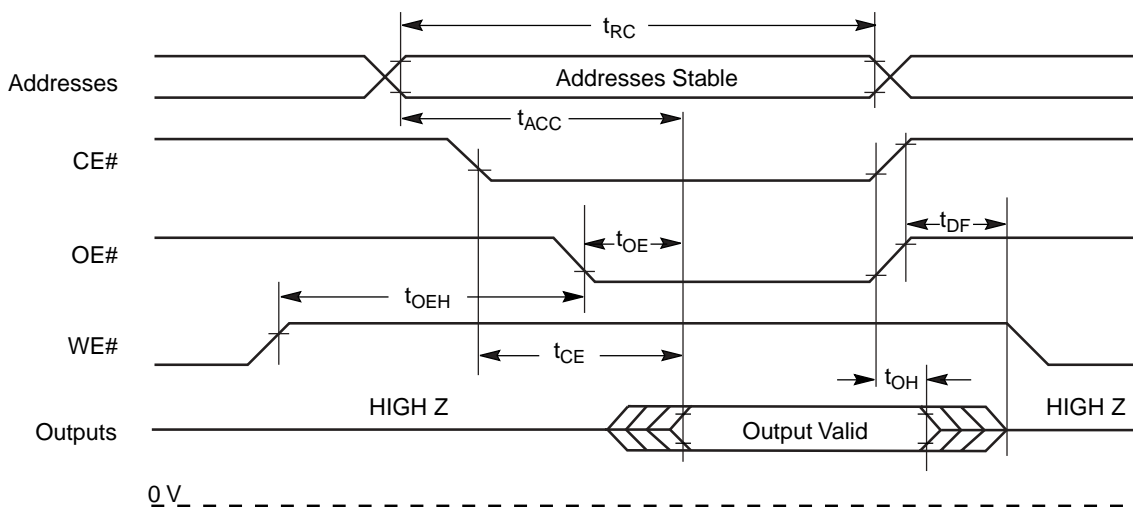 tRC
Addresses
Addresses Stable
tACC
CE#
tDF
OE#
tOE
tOEH
WE#
tCE
tOH
HIGH Z
HIGH Z
Outputs
Output Valid
0 V